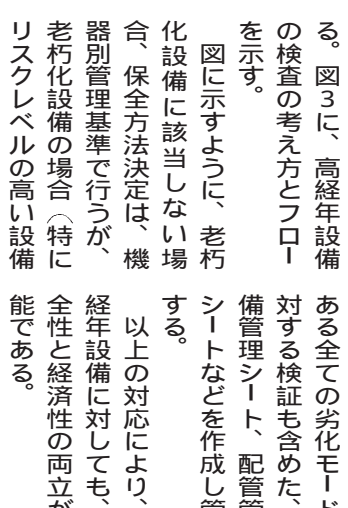 る。図３に、高経年設備
の検査の考え方とフロー
を示す。
図に示すように、老朽
化設備に該当しない場
合、保全方法決定は、機
器別管理基準で行うが、
老朽化設備の場合（特に
リスクレベルの高い設備
ある全ての劣化モード
対する検証も含めた、
備管理シート、配管管
シートなどを作成し管
する。
以上の対応により、
経年設備に対しても、
全性と経済性の両立が
能である。